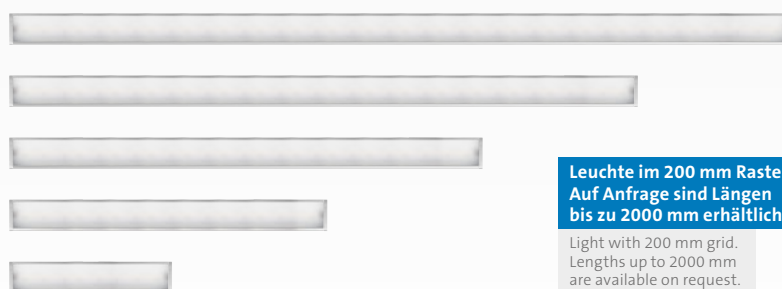 Leuchte im 200 mm Raste
Auf Anfrage sind Längen
bis zu 2000 mm erhältlich
Light with 200 mm grid.
Lengths up to 2000 mm
are available on request.